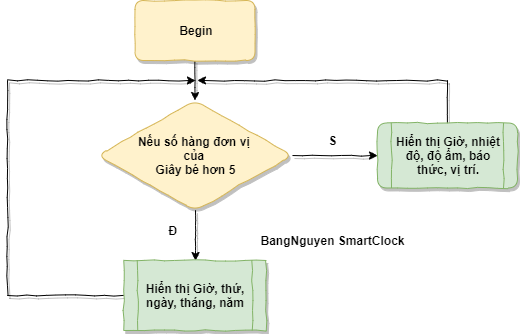 Begin
Nếu số hàng đơn vị
của
Giây bé hơn 5
S
Hiển thị Giờ, nhiệt
độ, độ ẩm, báo
thức, vị trí.
Đ
BangNguyen SmartClock
Hiển thị Giờ, thứ,
ngày, tháng, năm